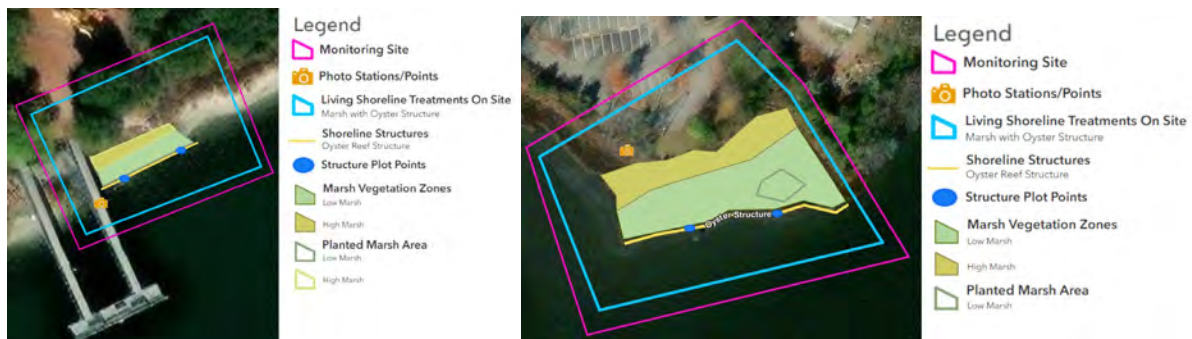 Legend
Monitoring Site
Photo Stations/Points
Living Shoreline Treatments On Site
Marsh with Oyster Structure
Shoreline Structures
Oyster Reef Structure
Structure Plot Points
Marsh Vegetation Zones
Low Marsh
High Marsh
Planted Marsh Area
Low Marsh
High Marsh
Oyster-Structure
Legend
Monitoring Site
Photo Stations/Points
Living Shoreline Treatments On Site
Marsh with Oyster Structure
Shoreline Structures
Oyster Reef Structure
Structure Plot Points
Marsh Vegetation Zones
Low Marsh
High Marsh
Planted Marsh Area
Low Marsh